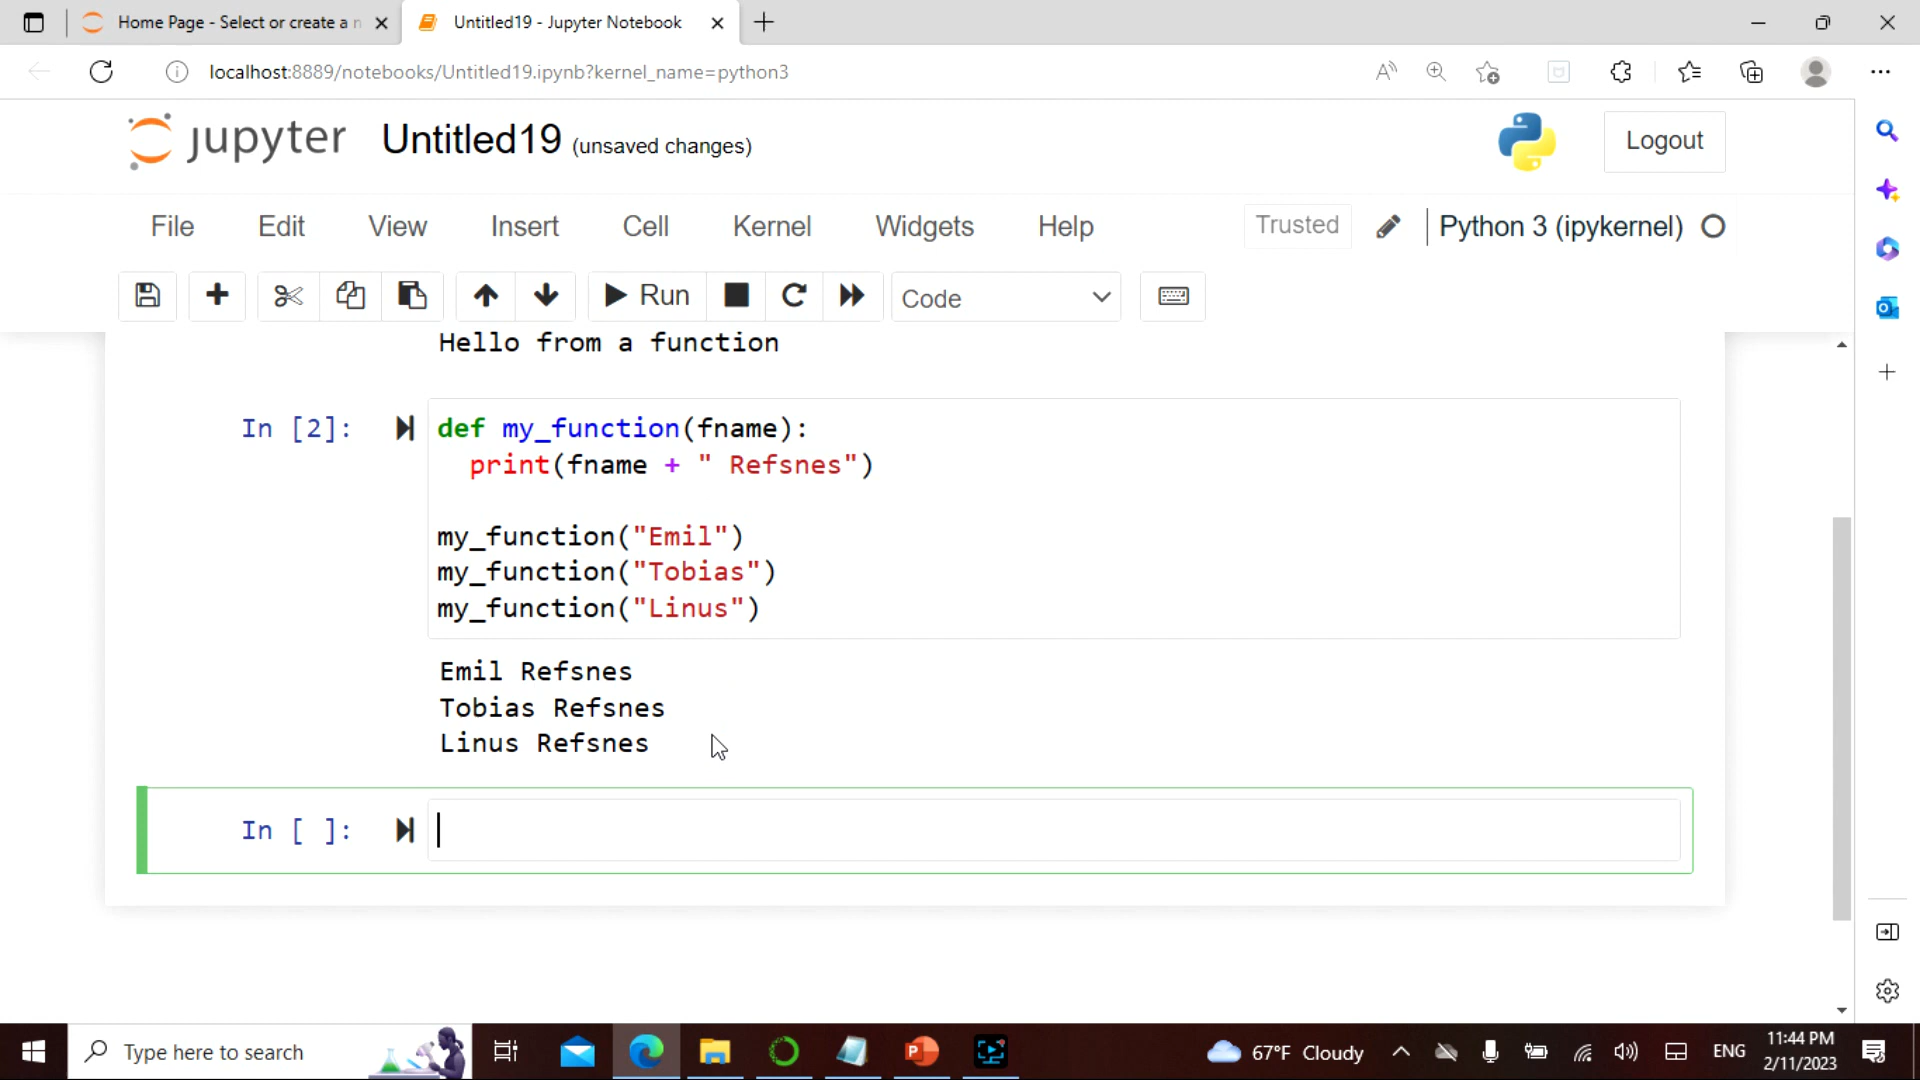 Home Page - Select or create a n
Untitled19 - Jupyter Notebook
localhost:8889/notebooks/Untitled19.ipynb?kernel_name=python3
jupyter Untitled19 (unsaved changes)
Logout
File Edit View Insert Cell Kernel Widgets Help
Trusted
Python 3 (ipykernel)
Run
Code
Hello from a function
In [2]:
def my_function(fname):
  print(fname + " Refsnes")
my_function("Emil")
my_function("Tobias")
my_function("Linus")
Emil Refsnes
Tobias Refsnes
Linus Refsnes
In [ ]:
Type here to search
67°F Cloudy
ENG
11:44 PM
2/11/2023